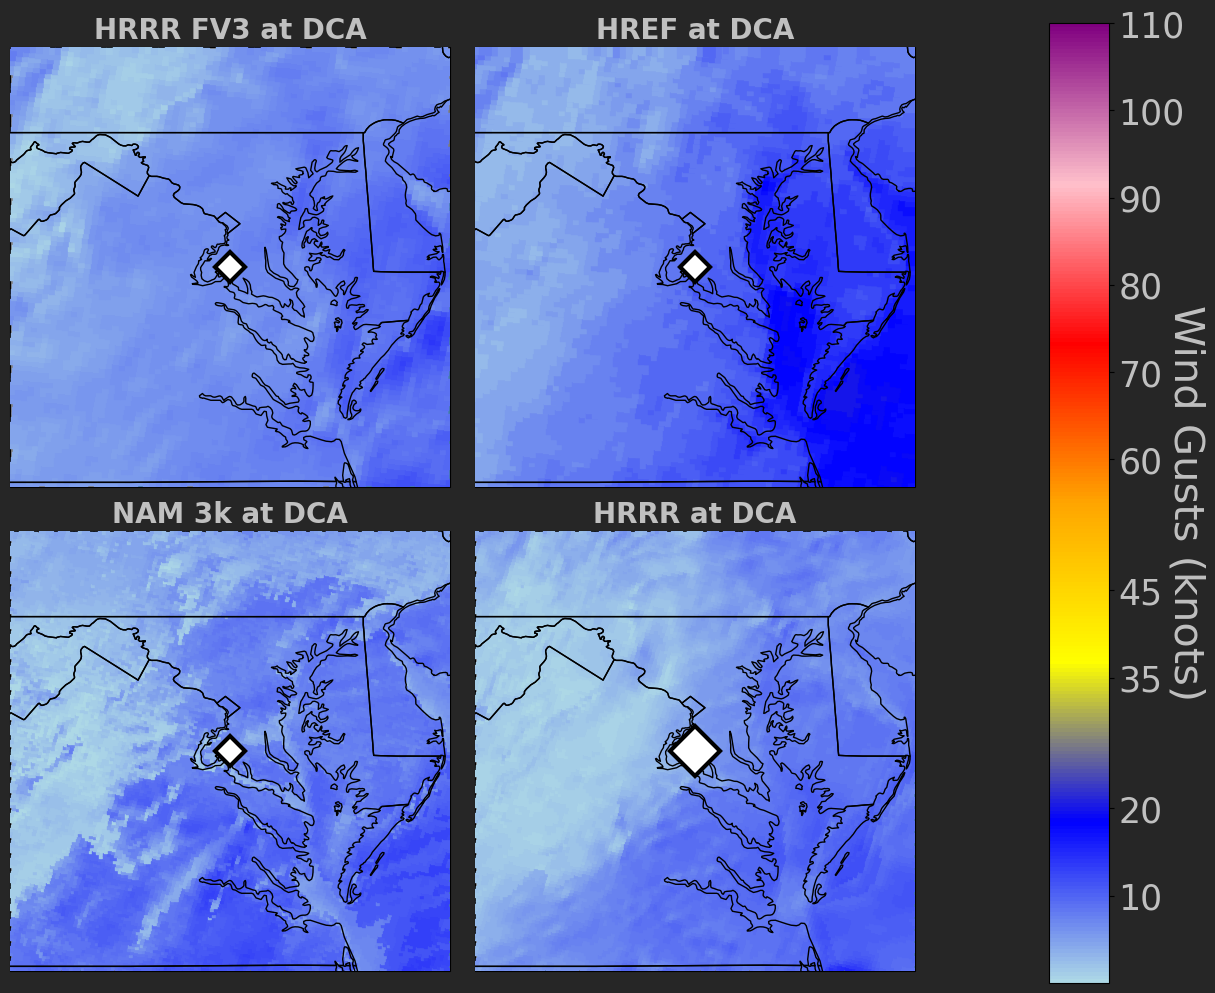 HRRR FV3 at DCA
HREF at DCA
NAM 3k at DCA
HRRR at DCA
110
100
90
80
70
60
45
35
20
10
Wind Gusts (knots)